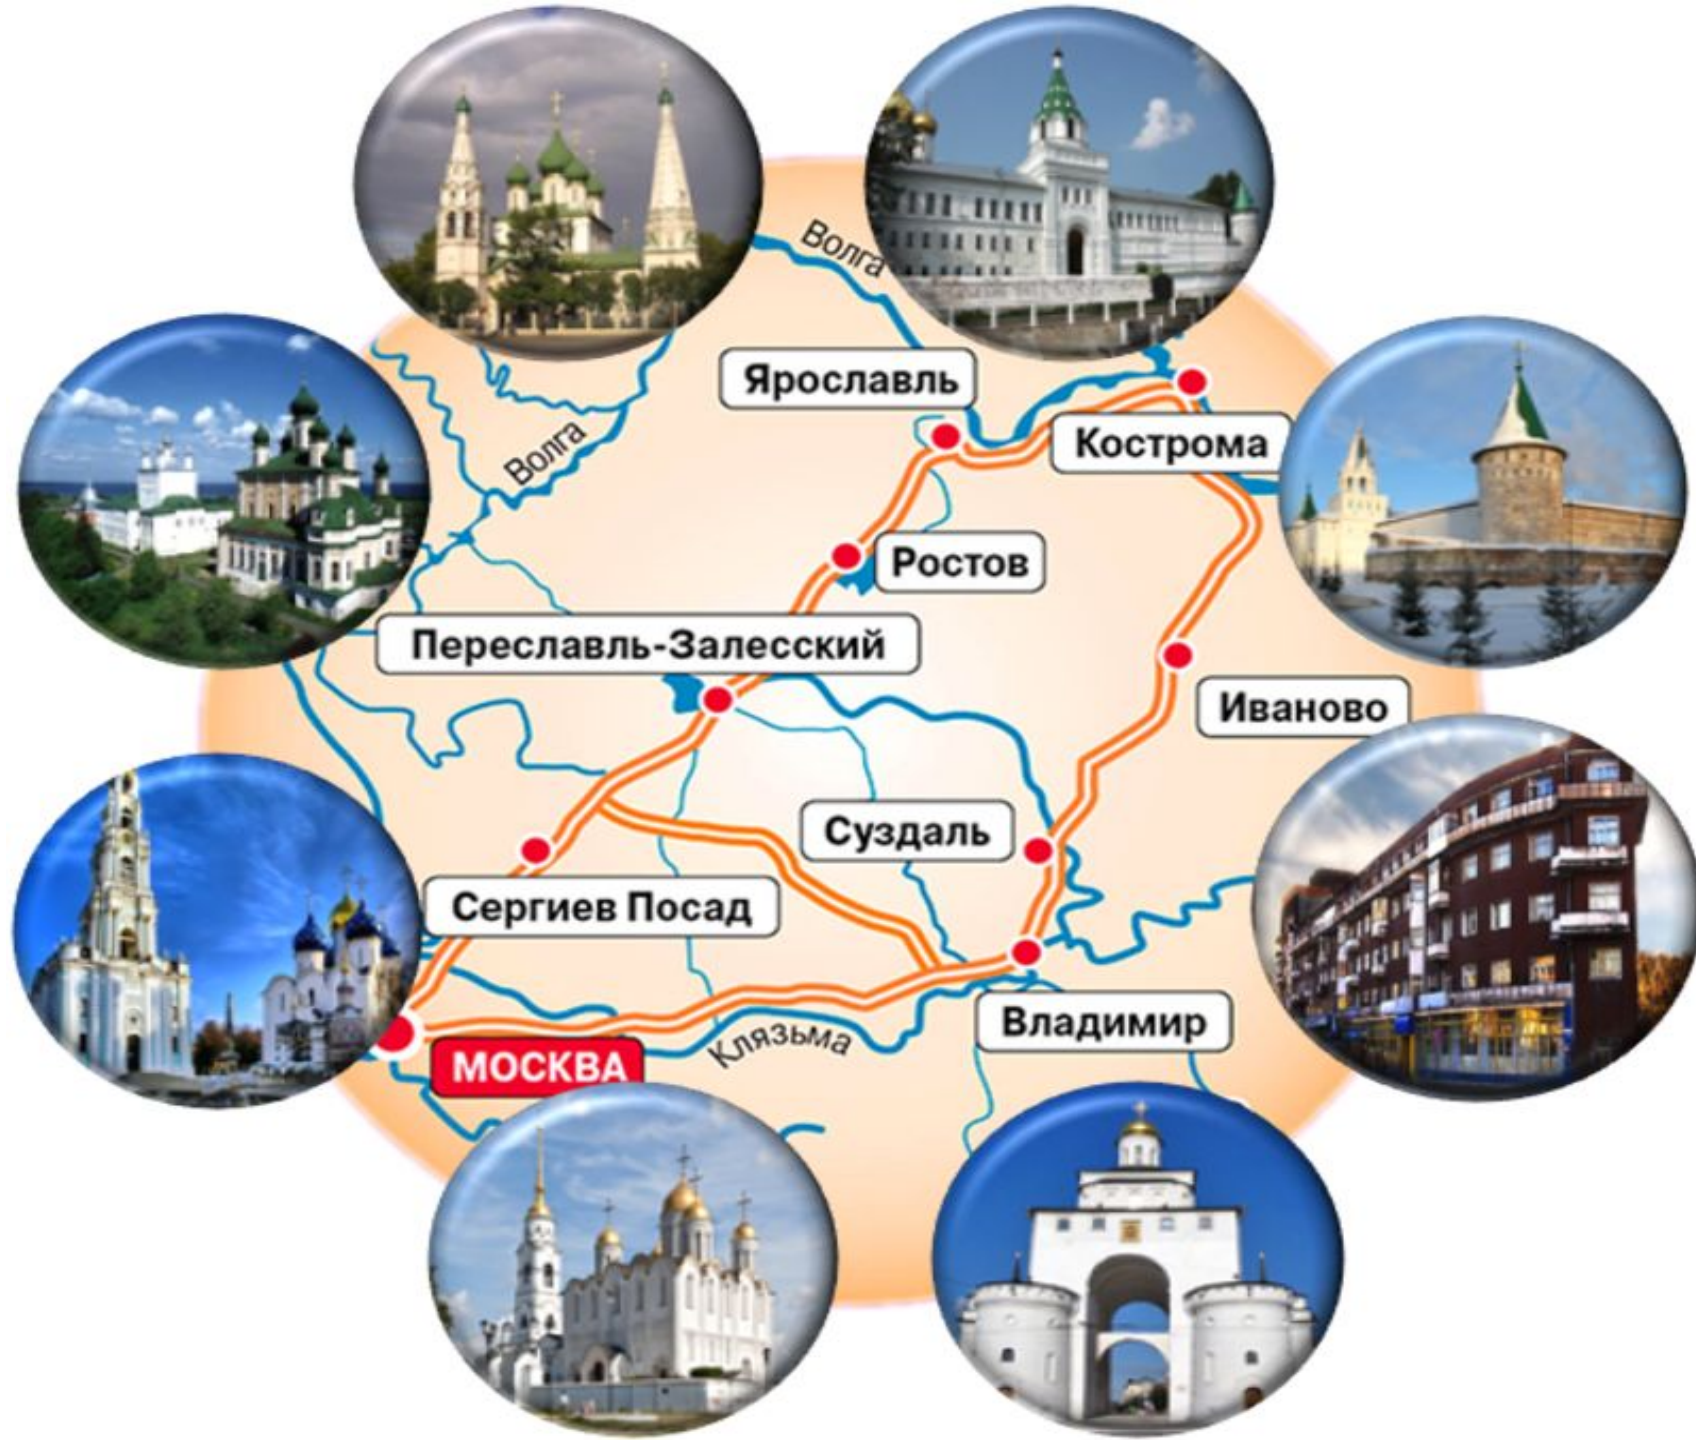 Волга
Ярославль
Кострома
Волга
Ростов
Переславль-Залесский
Иваново
Суздаль
Сергиев Посад
Владимир
Клязьма
МОСКВА